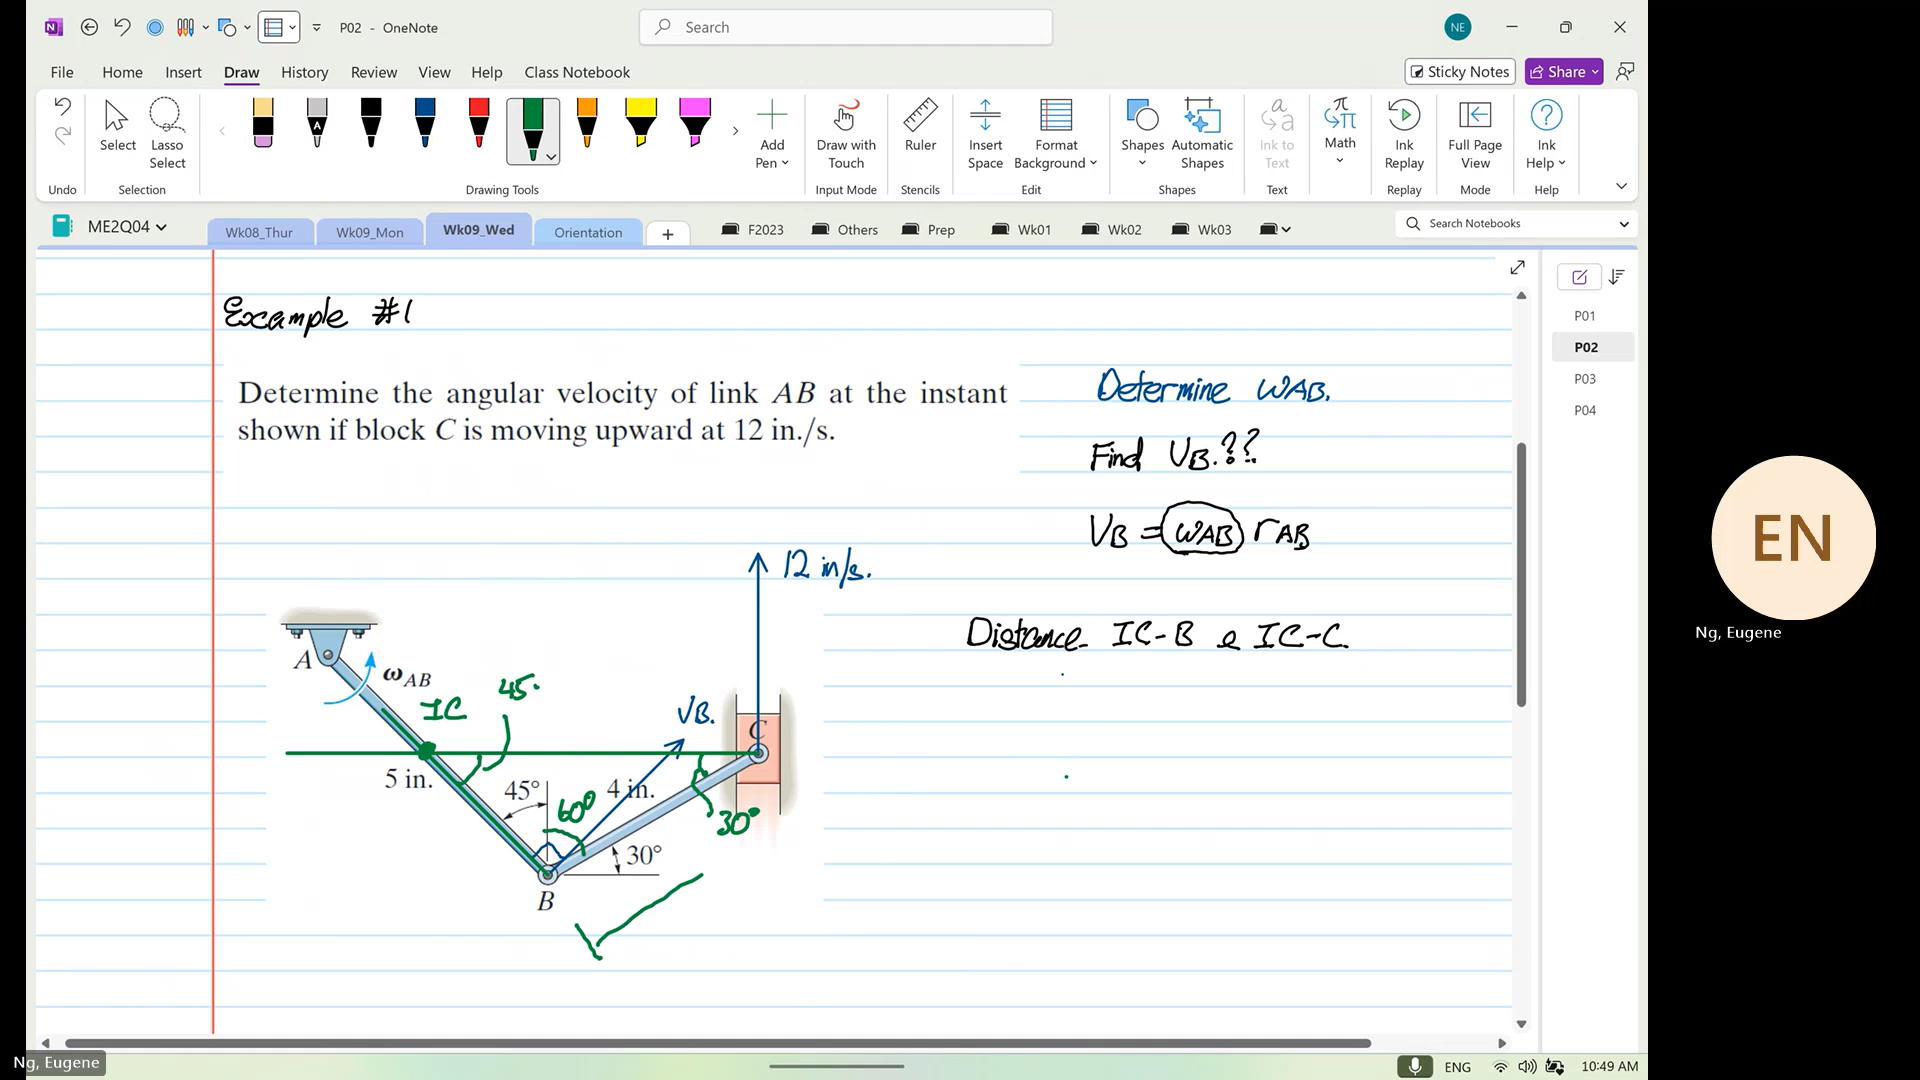 P02 - OneNote
Search
NE
File Home Insert Draw History Review View Help Class Notebook
Sticky Notes
Share
Undo
Select
Lasso Select
Selection
Drawing Tools
Add Pen
Draw with Touch
Input Mode
Ruler
Stencils
Insert Space
Format Background
Edit
Shapes
Automatic Shapes
Shapes
Ink to Text
Text
Math
Ink Replay
Replay
Full Page View
Mode
Ink Help
Help
ME2Q04
Wk08_Thur
Wk09_Mon
Wk09_Wed
Orientation
F2023
Others
Prep
Wk01
Wk02
Wk03
Search Notebooks
P01
P02
P03
P04
Example #1
Determine the angular velocity of link AB at the instant
shown if block C is moving upward at 12 in./s.
Determine WAB.
Find VB.??
VB = WAB rAB
Distance IC-B & IC-C.
12 in/s.
A
ωAB
IC
45°
VB.
C
5 in.
45°
60°
4 in.
30°
30°
B
EN
Ng, Eugene
Ng, Eugene
ENG
10:49 AM